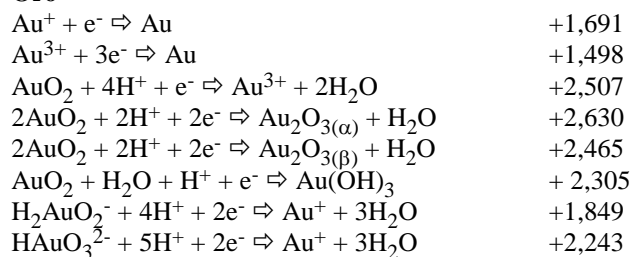 Au⁺ + e⁻ ⇨ Au +1,691
Au³⁺ + 3e⁻ ⇨ Au +1,498
AuO₂ + 4H⁺ + e⁻ ⇨ Au³⁺ + 2H₂O +2,507
2AuO₂ + 2H⁺ + 2e⁻ ⇨ Au₂O₃₍α₎ + H₂O +2,630
2AuO₂ + 2H⁺ + 2e⁻ ⇨ Au₂O₃₍β₎ + H₂O +2,465
AuO₂ + H₂O + H⁺ + e⁻ ⇨ Au(OH)₃ + 2,305
H₂AuO₂⁻ + 4H⁺ + 2e⁻ ⇨ Au⁺ + 3H₂O +1,849
HAuO₃²⁻ + 5H⁺ + 2e⁻ ⇨ Au⁺ + 3H₂O +2,243